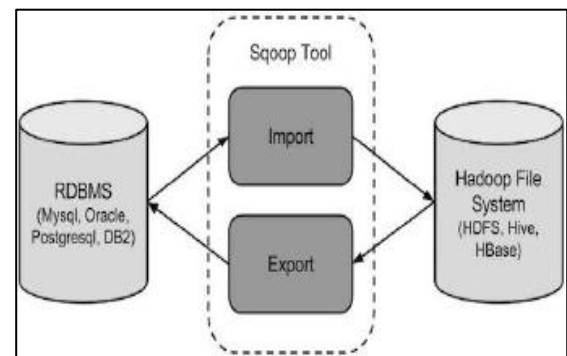 Sqoop Tool
Import
RDBMS
(Mysql, Oracle,
Postgresql, DB2)
Hadoop File
System
(HDFS, Hive,
HBase)
Export